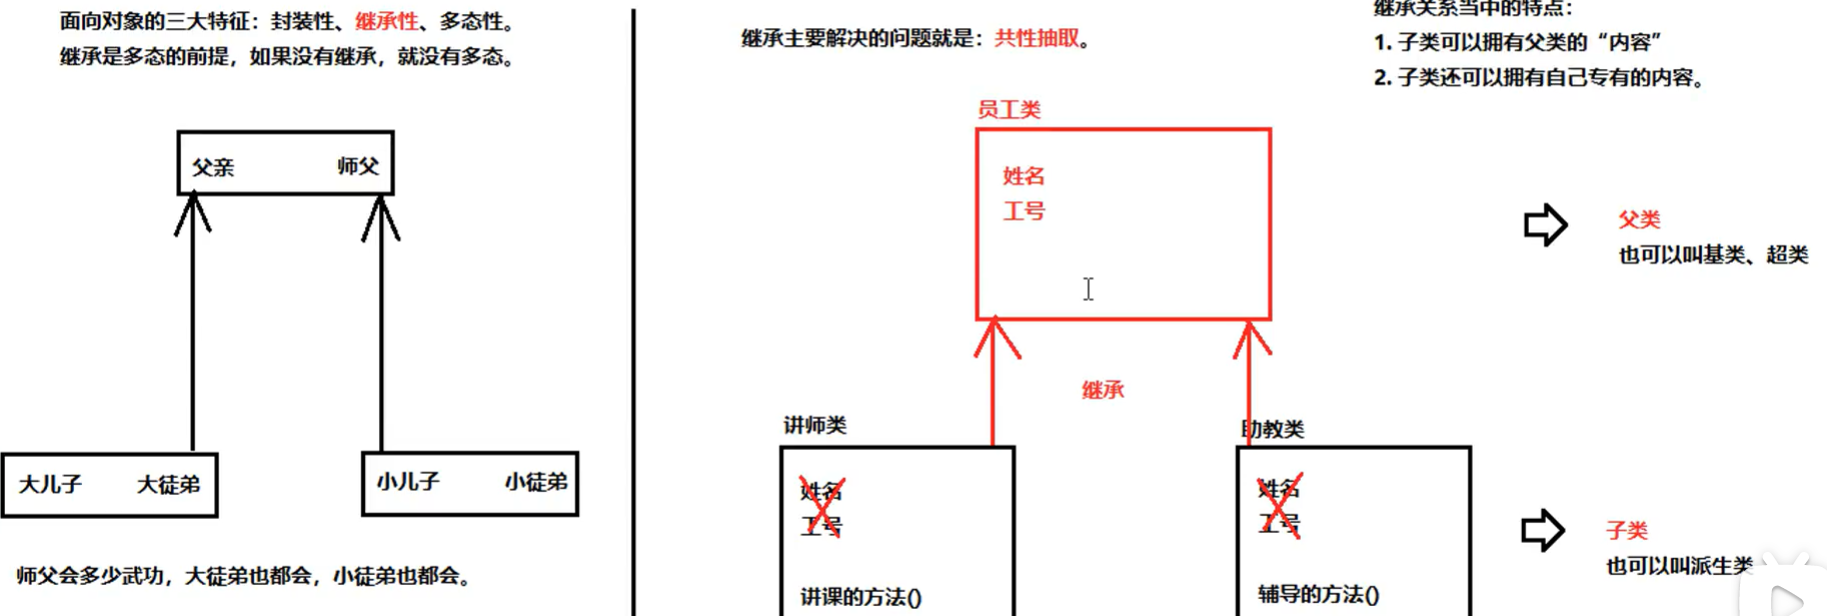 面向对象的三大特征：封装性、继承性、多态性。
继承是多态的前提，如果没有继承，就没有多态。
父亲 师父
大儿子 大徒弟
小儿子 小徒弟
师父会多少武功，大徒弟也都会，小徒弟也都会。
继承主要解决的问题就是：共性抽取。
员工类
姓名
工号
继承
讲师类
姓名
工号
讲课的方法()
助教类
姓名
工号
辅导的方法()
继承关系当中的特点：
1. 子类可以拥有父类的“内容”
2. 子类还可以拥有自己专有的内容。
父类
也可以叫基类、超类
子类
也可以叫派生类